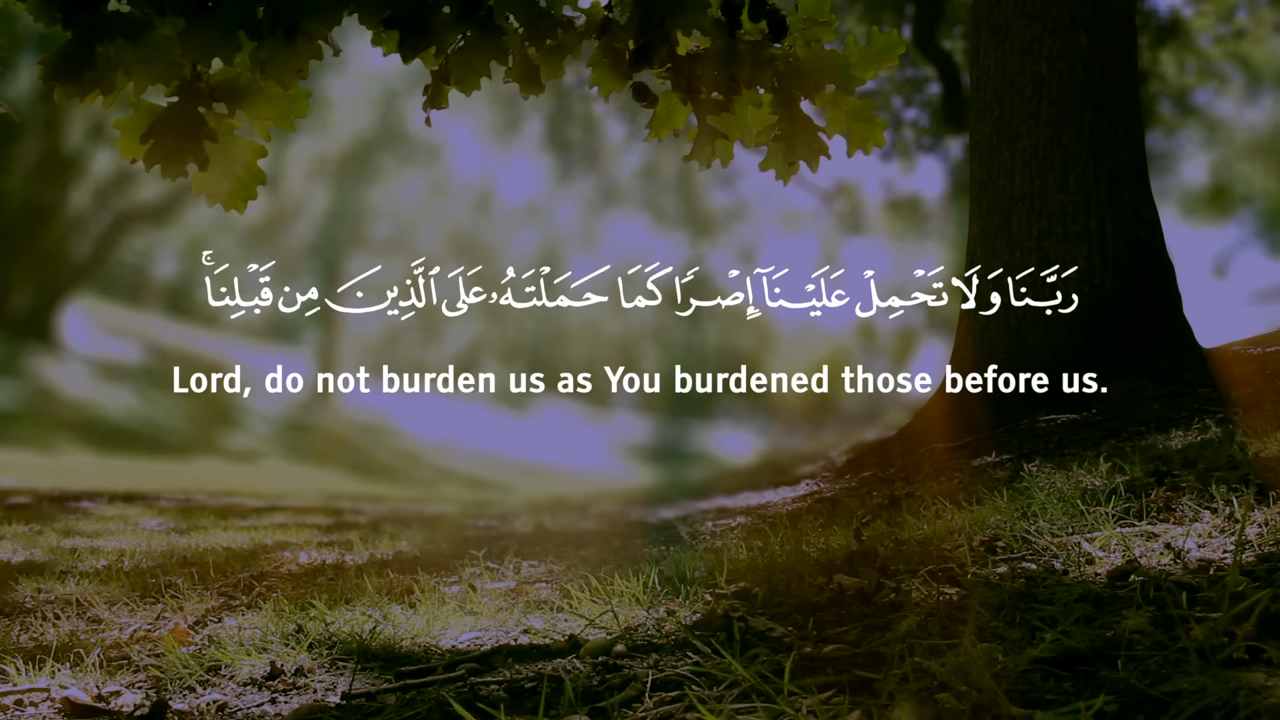 رَبَّنَا وَلَا تَحْمِلْ عَلَيْنَآ إِصْرًا كَمَا حَمَلْتَهُۥ عَلَى ٱلَّذِينَ مِن قَبْلِنَا ۚ
Lord, do not burden us as You burdened those before us.